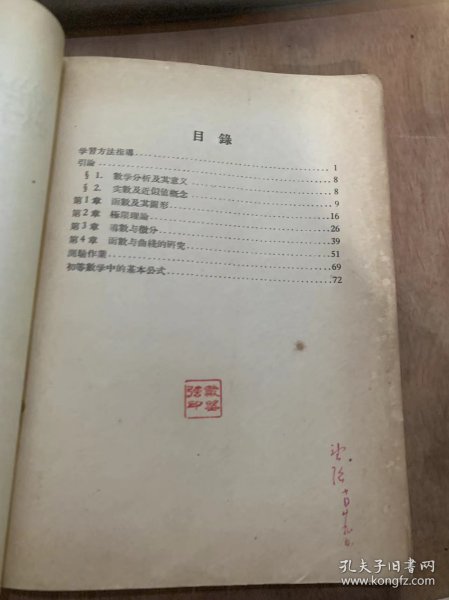 目錄
学習方法指導 1
引論 8
§ 1. 数学分析及其意义 8
§ 2. 实数及近似值概念 9
第1章 函数及其圖形 16
第2章 極限理論 26
第3章 導数与微分 39
第4章 函数与曲綫的研究 51
測驗作業 69
初等数学中的基本公式 72
孔夫子旧书网
www.kongfz.com